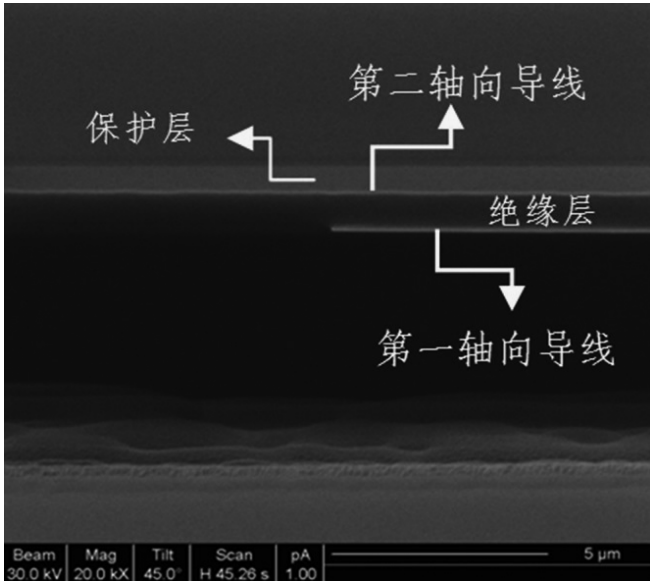 第二轴向导线
保护层
绝缘层
第一轴向导线
Beam Mag Tilt Scan pA 5 μm
30.0 kV 20.0 kX 45.0° H 45.26 s 1.00